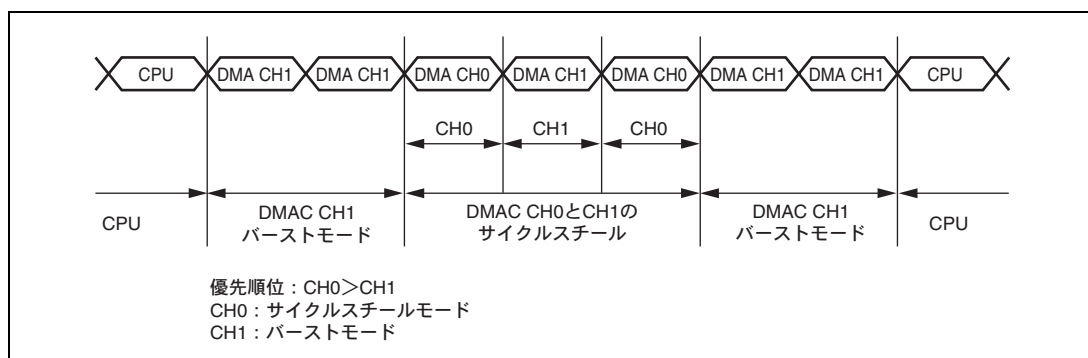 CPU DMA CH1 DMA CH1 DMA CH0 DMA CH1 DMA CH0 DMA CH1 DMA CH1 CPU
CH0 CH1 CH0
CPU DMAC CH1 DMAC CH0とCH1の DMAC CH1 CPU
バーストモード サイクルスチール バーストモード
優先順位：CH0＞CH1
CH0：サイクルスチールモード
CH1：バーストモード